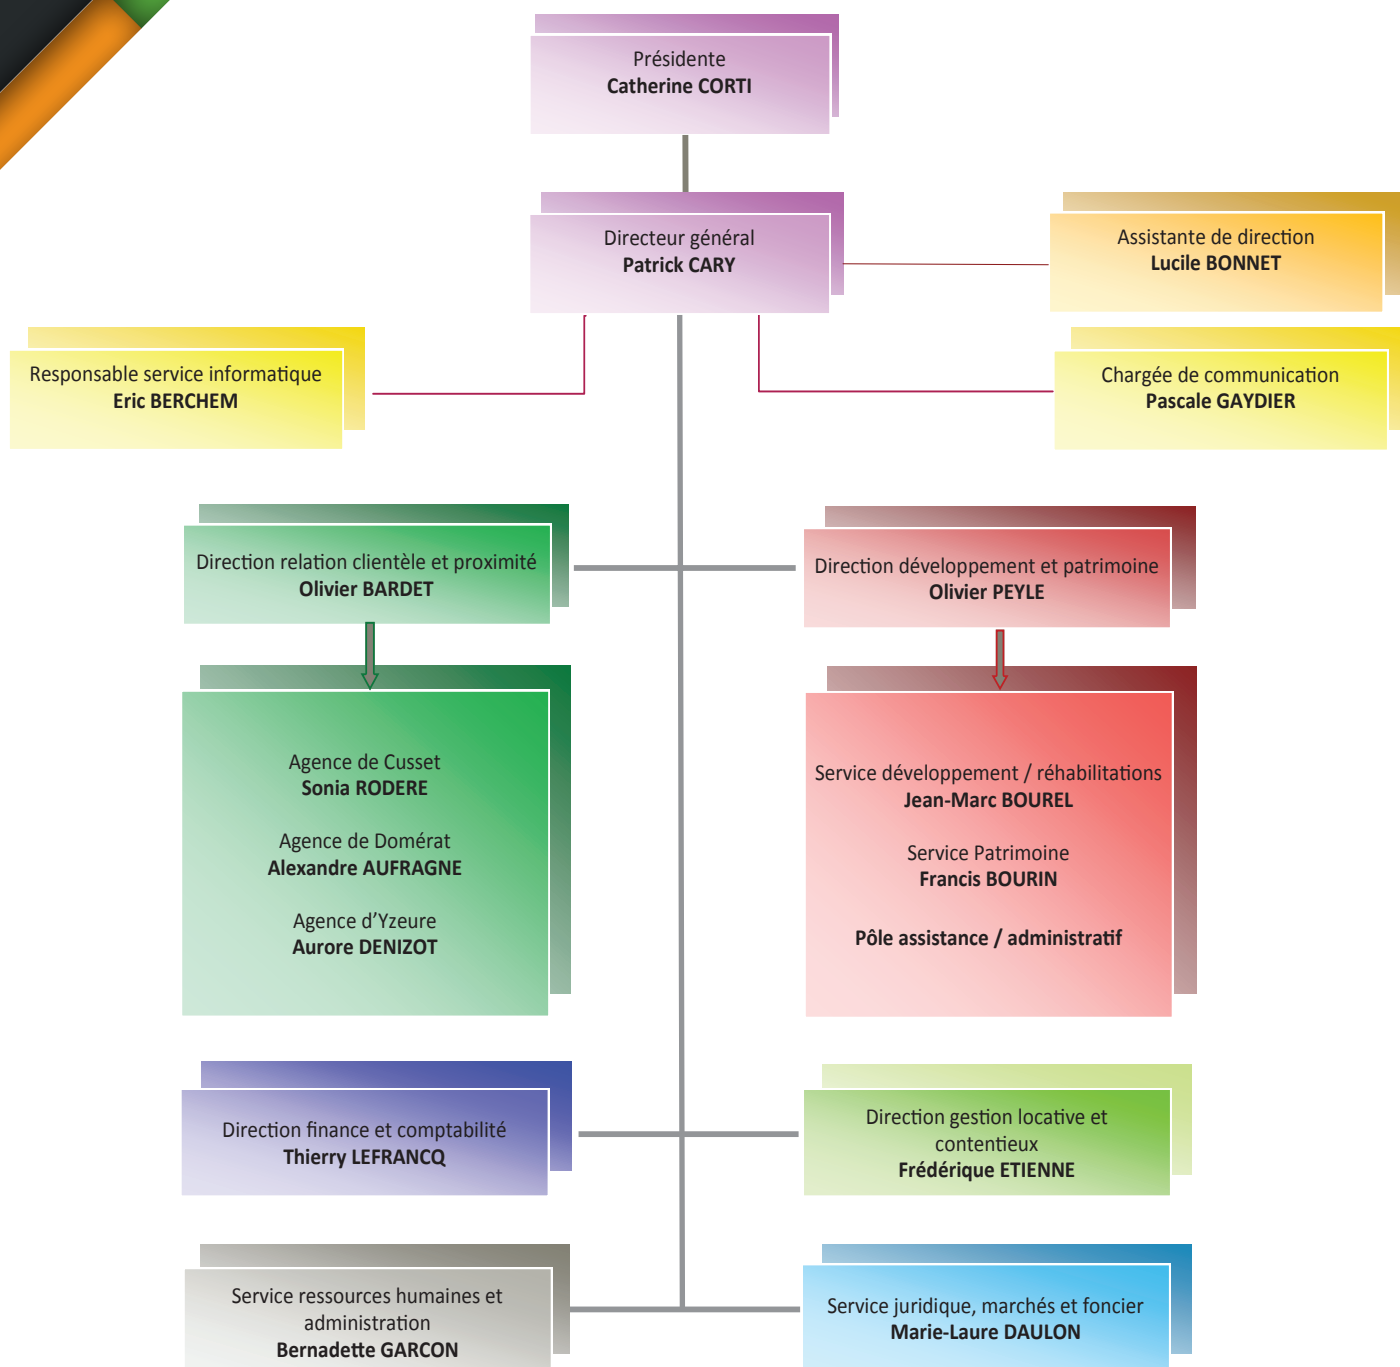 Présidente
Catherine CORTI
Directeur général
Patrick CARY
Assistante de direction
Lucile BONNET
Responsable service informatique
Eric BERCHEM
Chargée de communication
Pascale GAYDIER
Direction relation clientèle et proximité
Olivier BARDET
Direction développement et patrimoine
Olivier PEYLE
Agence de Cusset
Sonia RODERE
Agence de Domérat
Alexandre AUFRAGNE
Agence d'Yzeure
Aurore DENIZOT
Service développement / réhabilitations
Jean-Marc BOUREL
Service Patrimoine
Francis BOURIN
Pôle assistance / administratif
Direction finance et comptabilité
Thierry LEFRANCQ
Direction gestion locative et
contentieux
Frédérique ETIENNE
Service ressources humaines et
administration
Bernadette GARCON
Service juridique, marchés et foncier
Marie-Laure DAULON